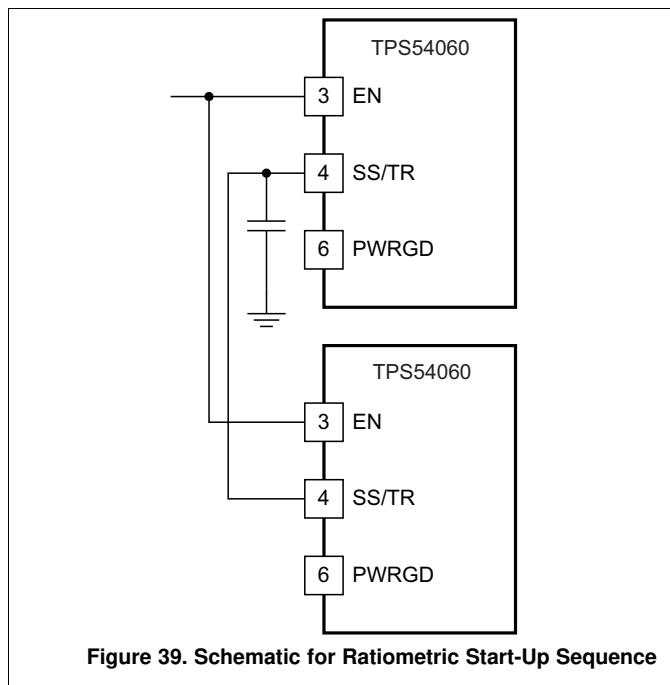 TPS54060
3 EN
4 SS/TR
6 PWRGD
TPS54060
3 EN
4 SS/TR
6 PWRGD
Figure 39. Schematic for Ratiometric Start-Up Sequence